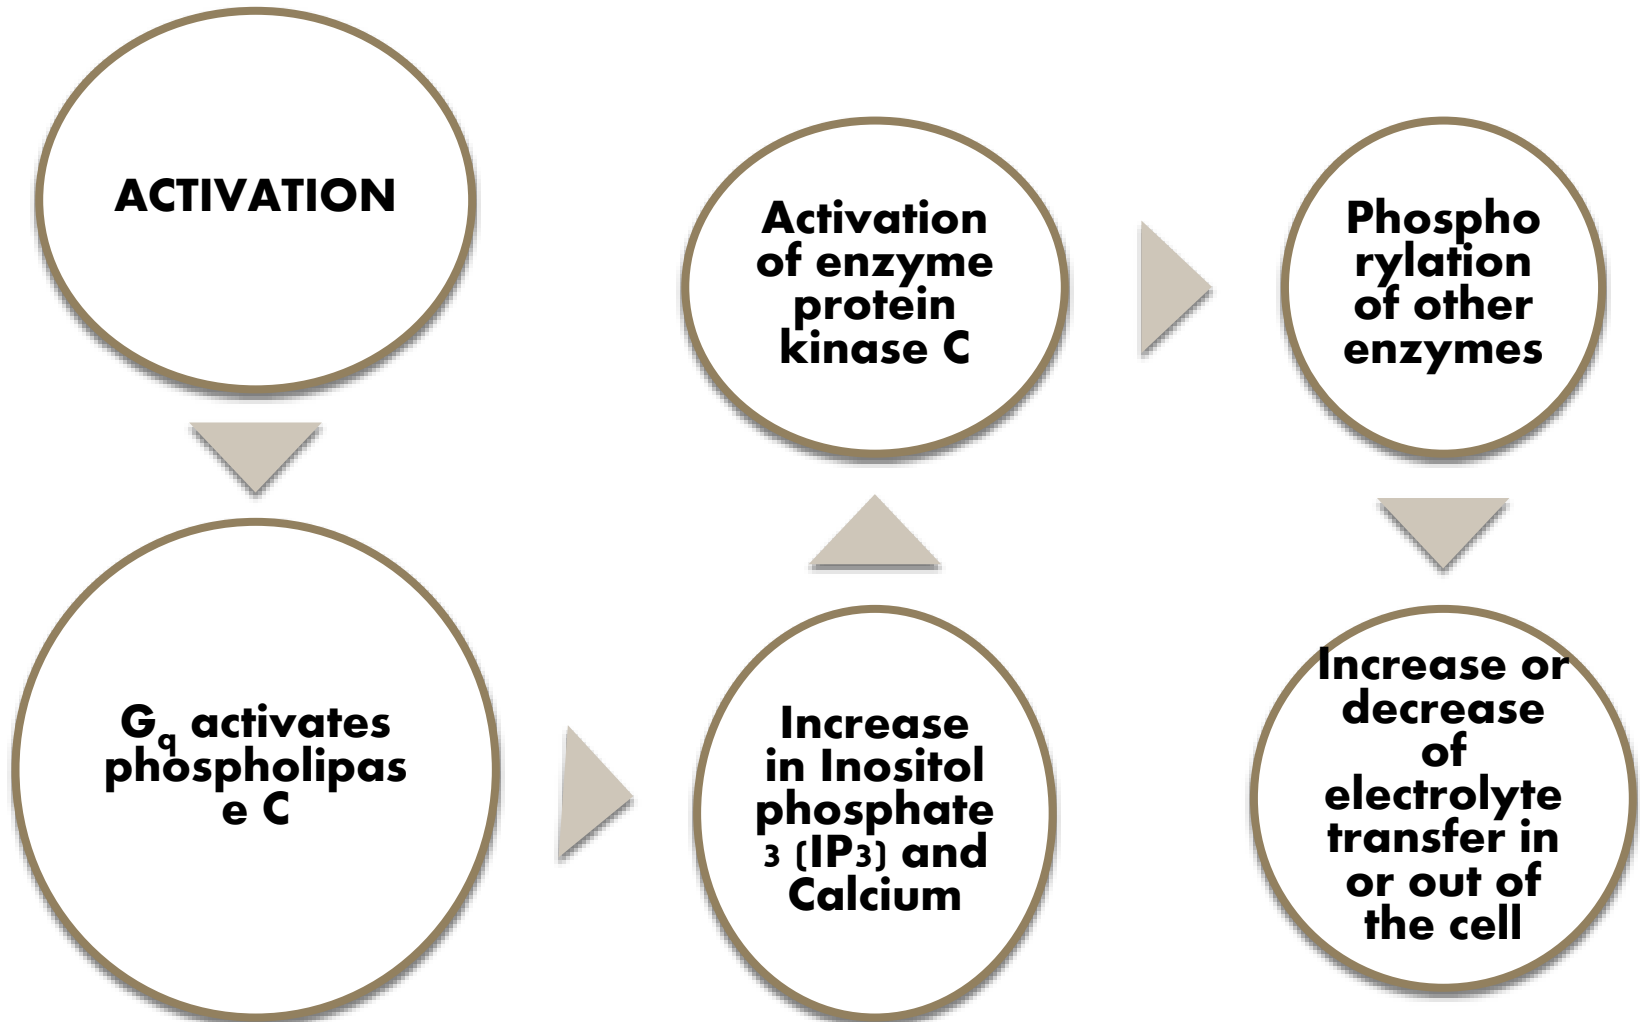 ACTIVATION
G₍q₎ activates
phospholipas
e C
Increase
in Inositol
phosphate
3 (IP3) and
Calcium
Activation
of enzyme
protein
kinase C
Phospho
rylation
of other
enzymes
Increase or
decrease
of
electrolyte
transfer in
or out of
the cell